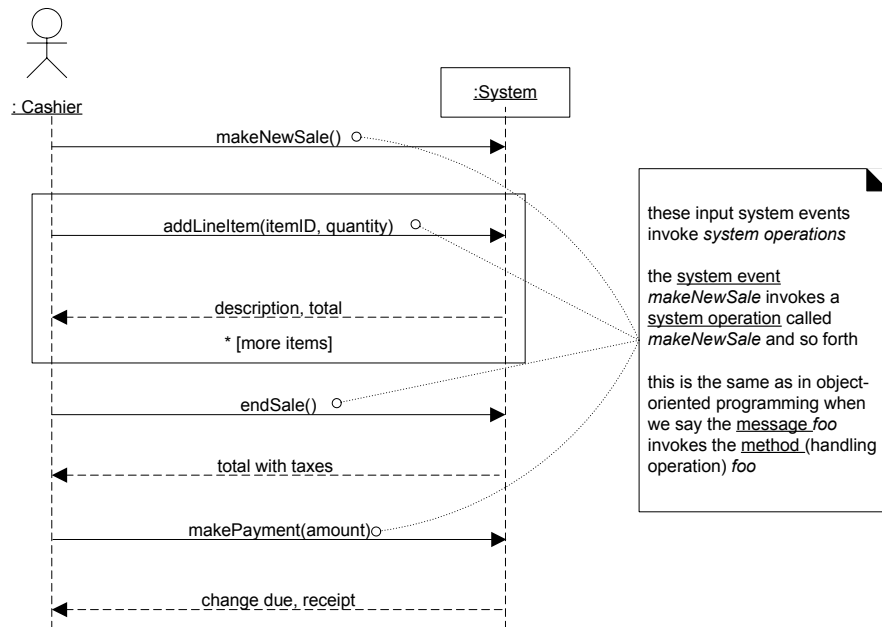 : Cashier
:System
makeNewSale()
addLineItem(itemID, quantity)
description, total
* [more items]
endSale()
total with taxes
makePayment(amount)
change due, receipt
these input system events
invoke system operations
the system event
makeNewSale invokes a
system operation called
makeNewSale and so forth
this is the same as in object-
oriented programming when
we say the message foo
invokes the method (handling
operation) foo